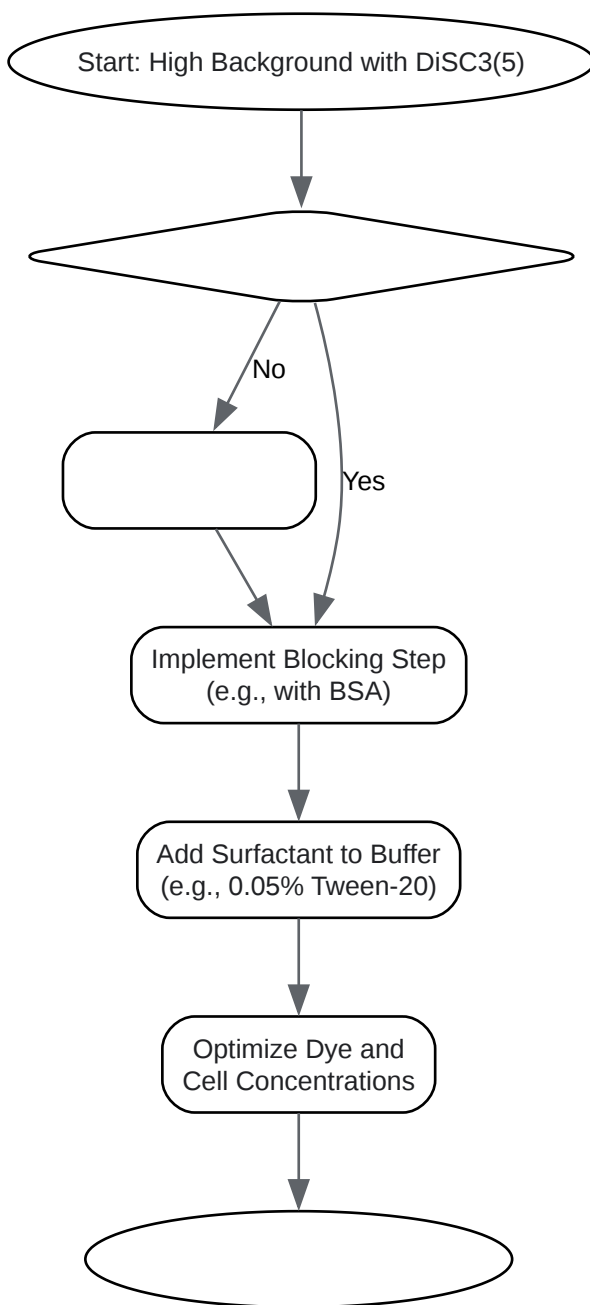 Start: High Background with DiSC3(5)
No
Yes
Implement Blocking Step
(e.g., with BSA)
Add Surfactant to Buffer
(e.g., 0.05% Tween-20)
Optimize Dye and
Cell Concentrations